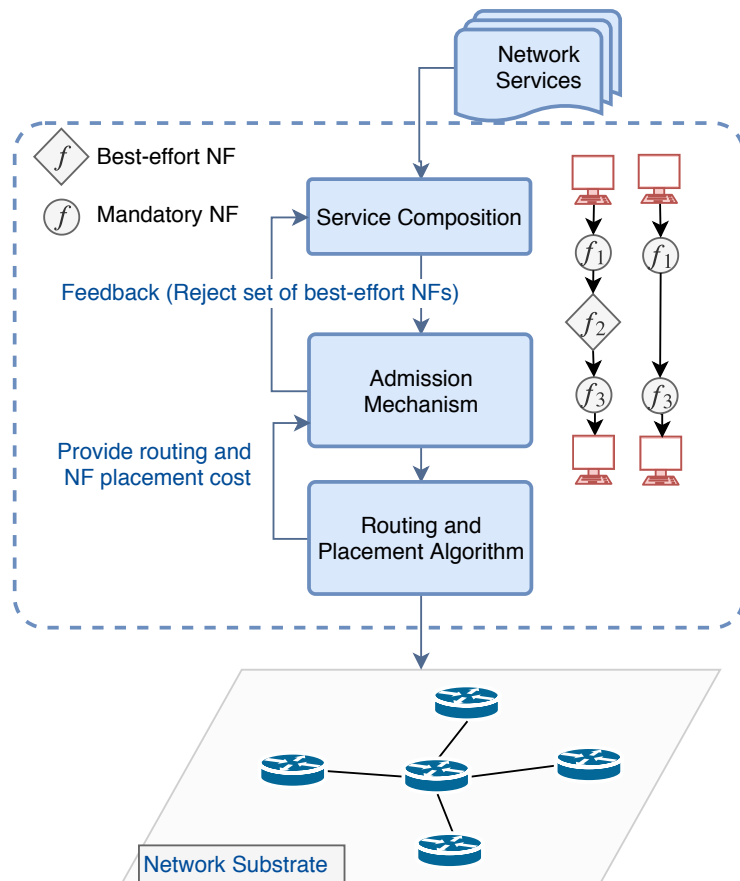 Network
Services
f Best-effort NF
f Mandatory NF
Service Composition
f1 f1
Feedback (Reject set of best-effort NFs)
f2
Admission
Mechanism
f3 f3
Provide routing and
NF placement cost
Routing and
Placement Algorithm
Network Substrate